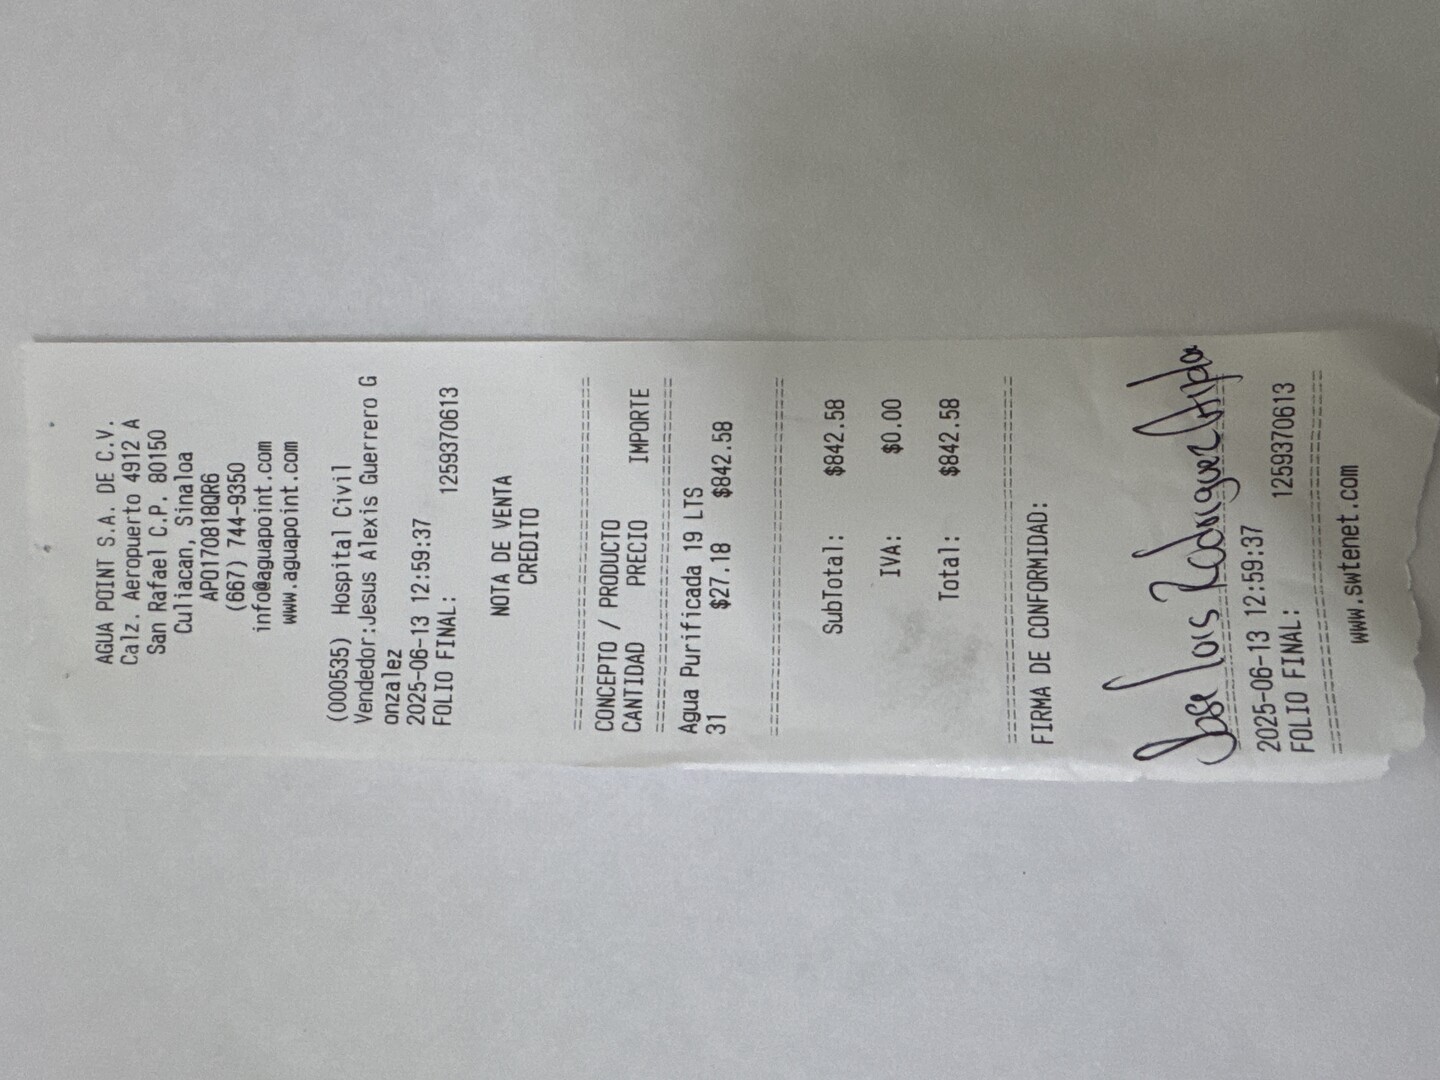 AGUA POINT S.A. DE C.V.
Calz. Aeropuerto 4912 A
San Rafael C.P. 80150
Culiacan, Sinaloa
APO170818QR6
(667) 744-9350
info@aguapoint.com
www.aguapoint.com
(000535) Hospital Civil
Vendedor:Jesus Alexis Guerrero G
onzalez
2025-06-13 12:59:37
FOLIO FINAL: 1259370613
NOTA DE VENTA
CREDITO
================================
CONCEPTO / PRODUCTO
CANTIDAD PRECIO IMPORTE
================================
Agua Purificada 19 LTS
31 $27.18 $842.58
================================
SubTotal: $842.58
IVA: $0.00
Total: $842.58
================================
FIRMA DE CONFORMIDAD:
Jose Luis Rodriguez
================================
2025-06-13 12:59:37
FOLIO FINAL: 1259370613
================================
www.swtenet.com